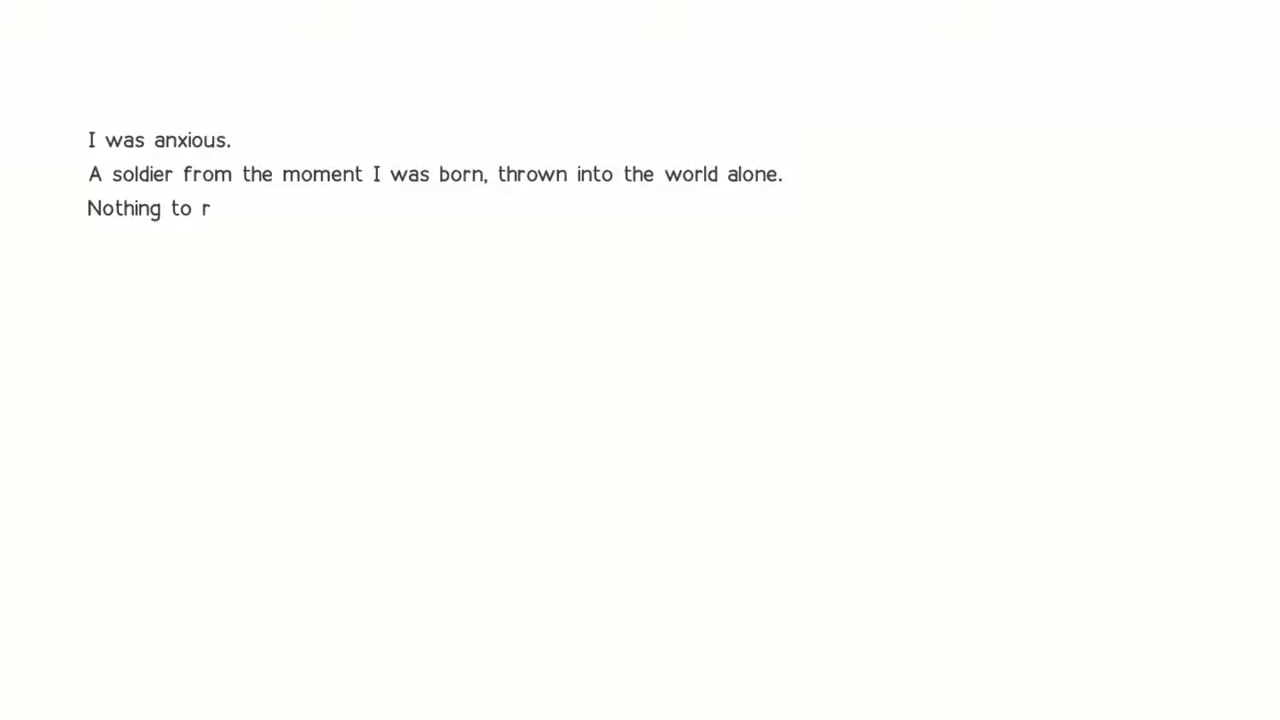 I was anxious.
A soldier from the moment I was born, thrown into the world alone.
Nothing to r